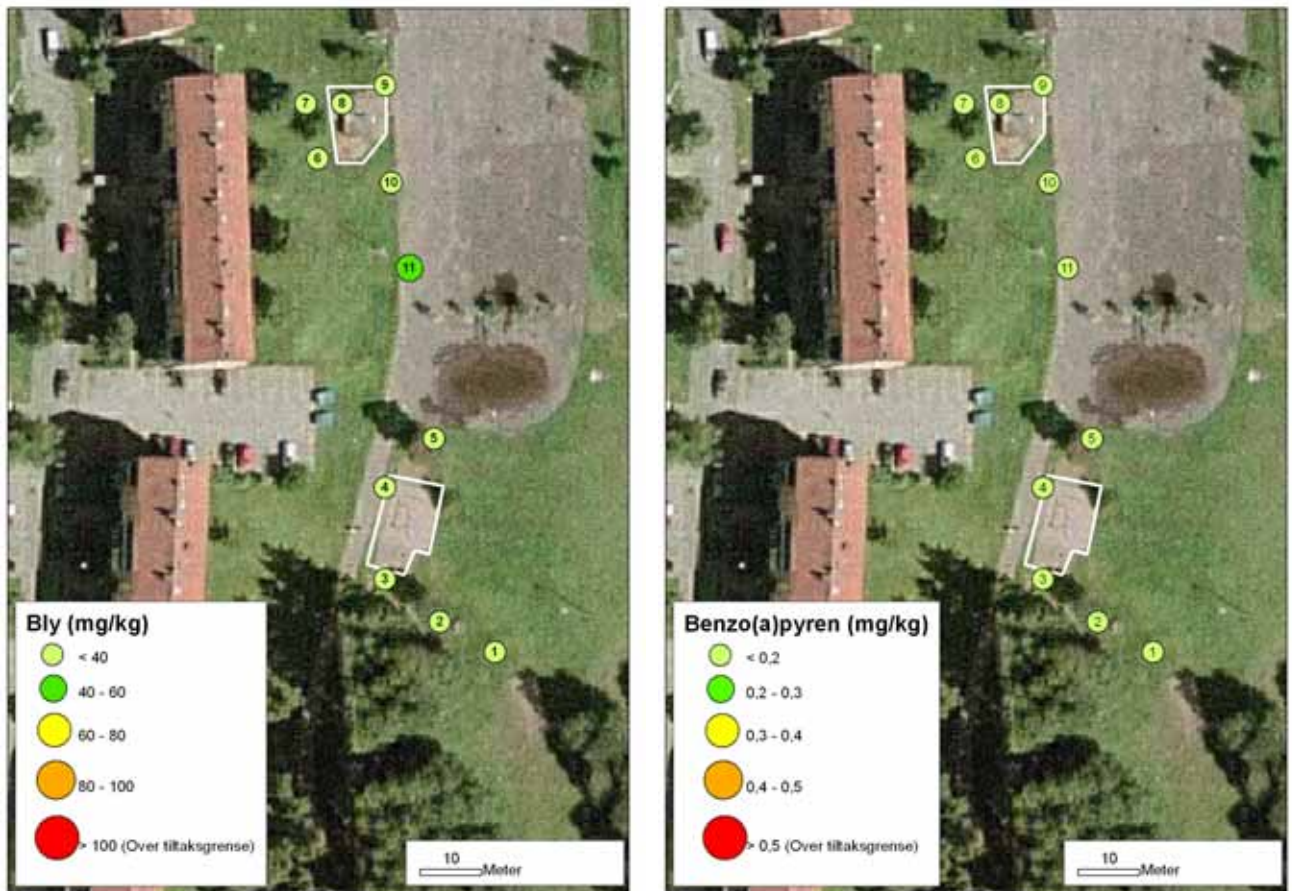 9
7
8
6
10
11
5
4
3
2
1
Bly (mg/kg)
< 40
40 - 60
60 - 80
80 - 100
> 100 (Over tiltaksgrense)
10
Meter
9
7
8
6
10
11
5
4
3
2
1
Benzo(a)pyren (mg/kg)
< 0,2
0,2 - 0,3
0,3 - 0,4
0,4 - 0,5
> 0,5 (Over tiltaksgrense)
10
Meter